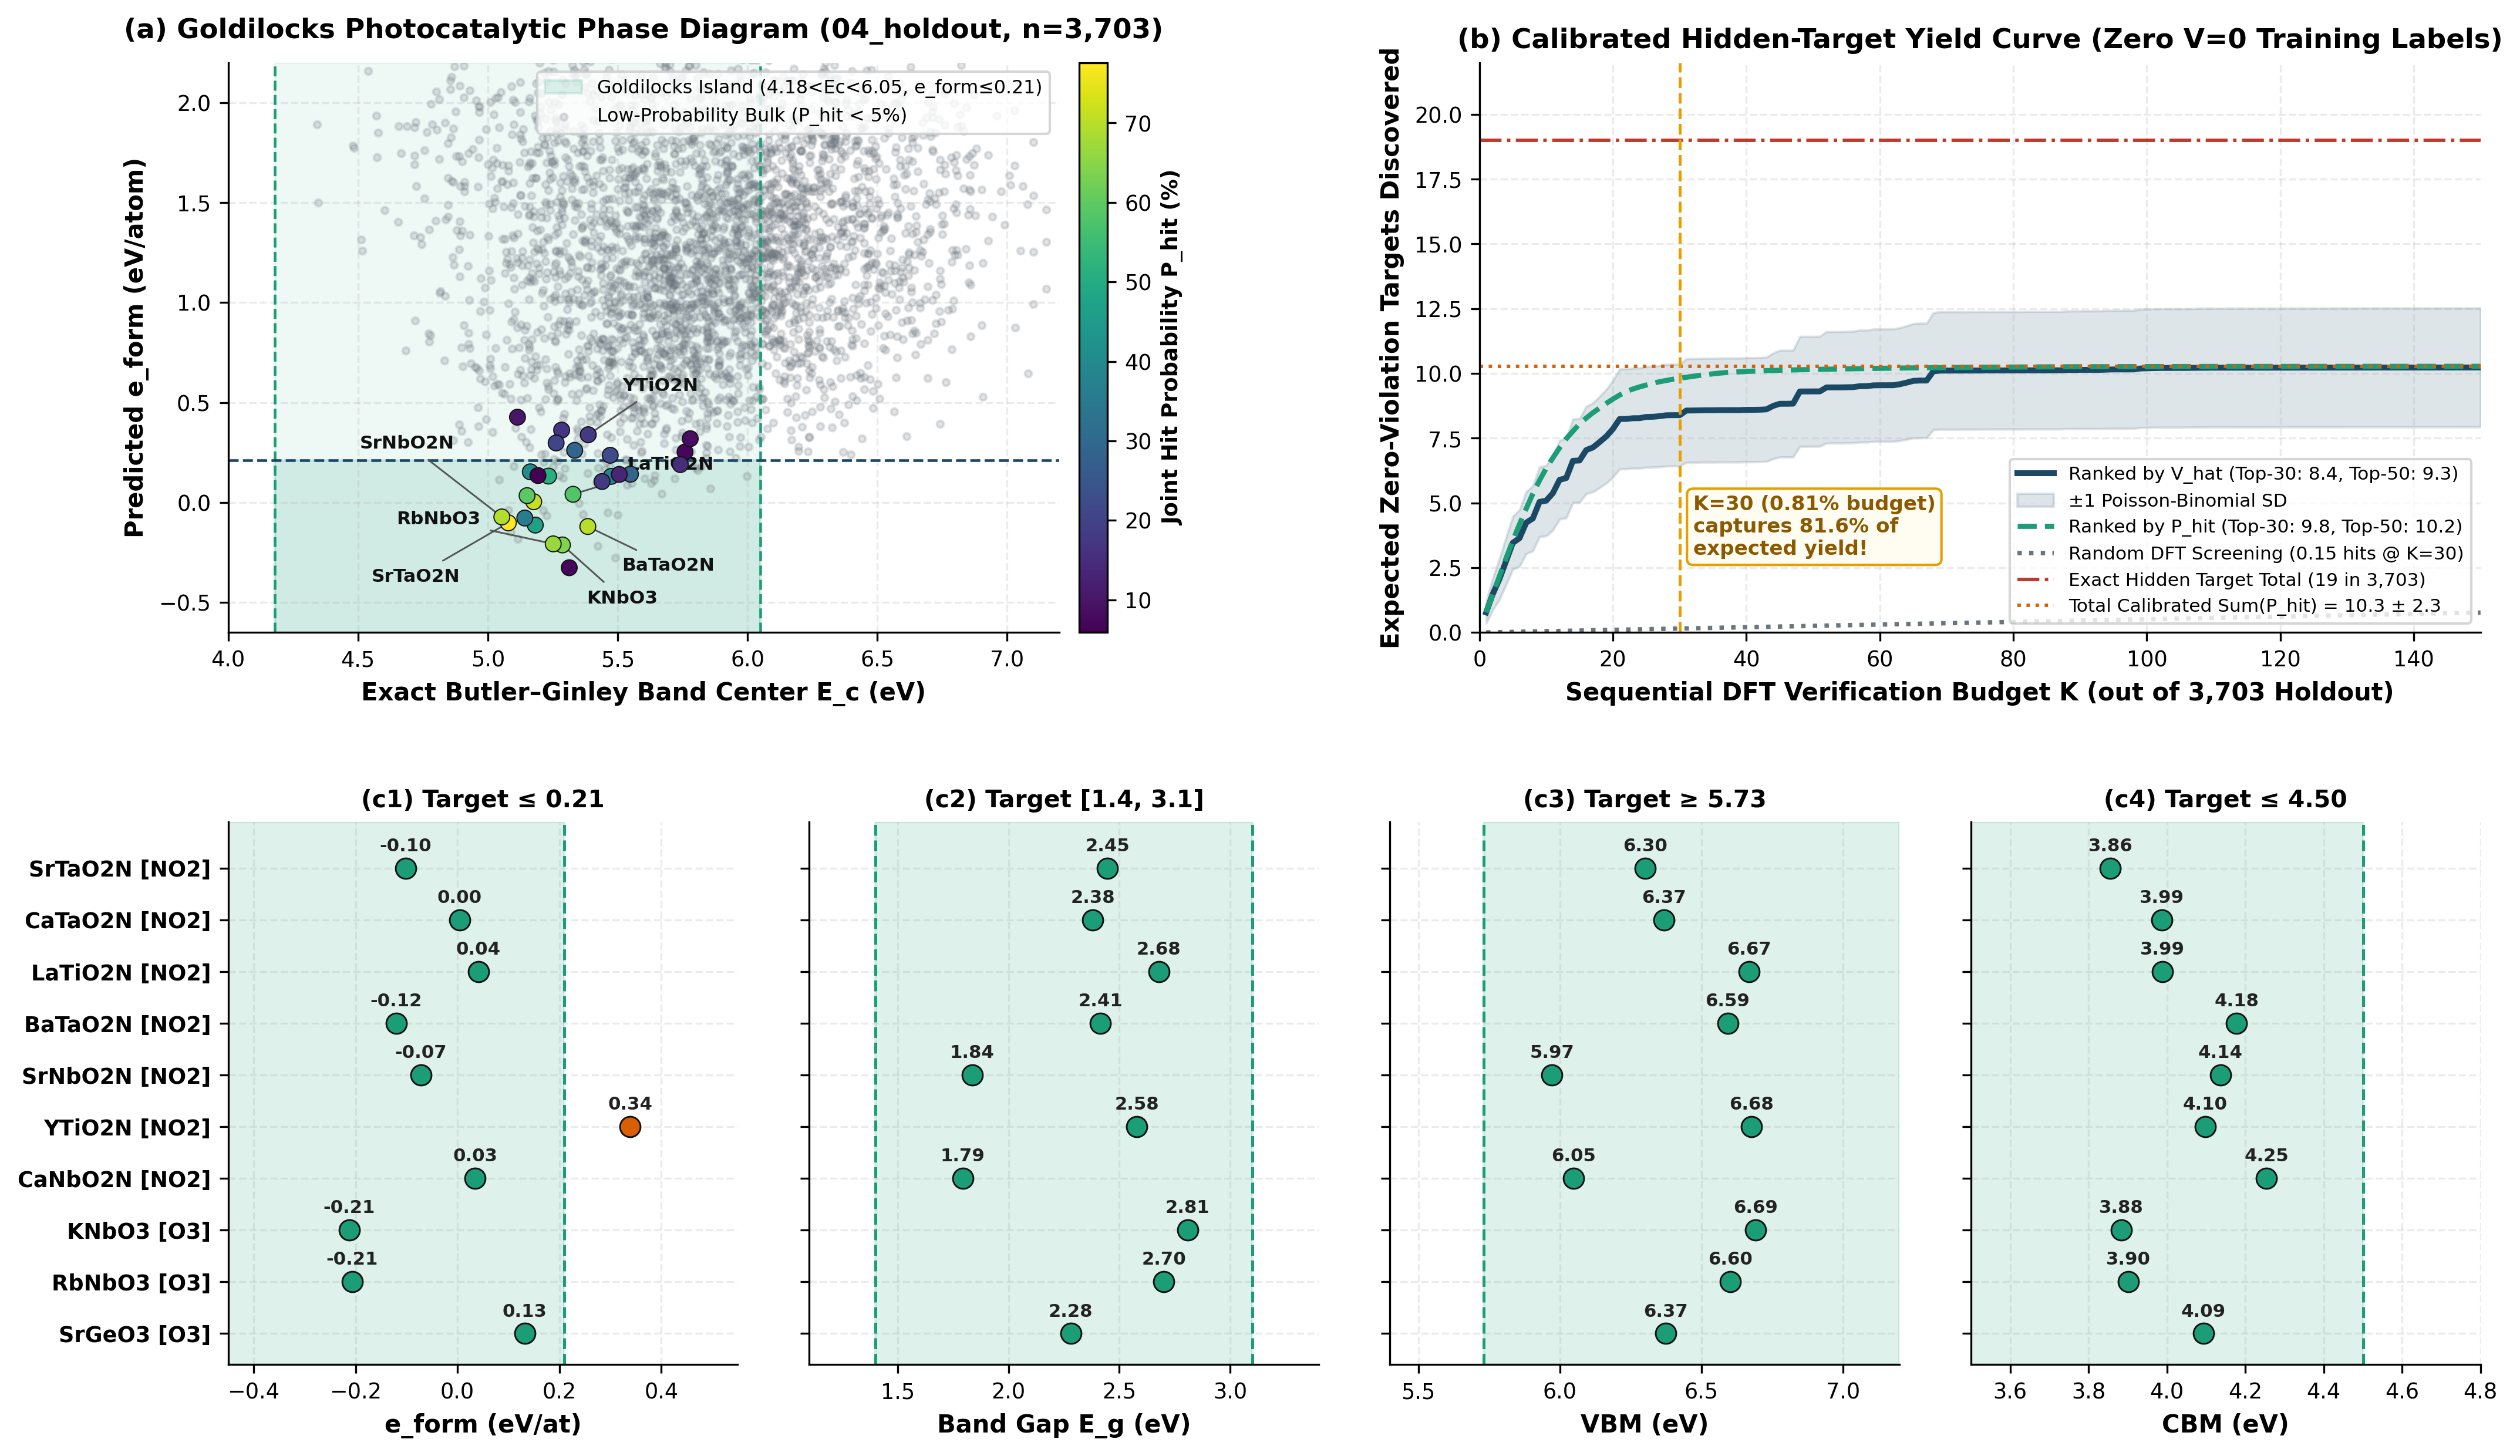 (a) Goldilocks Photocatalytic Phase Diagram (04_holdout, n=3,703)
Goldilocks Island (4.18<Ec<6.05, e_form≤0.21)
Low-Probability Bulk (P_hit < 5%)
Predicted e_form (eV/atom)
2.0
1.5
1.0
0.5
0.0
−0.5
YTiO2N
SrNbO2N
LaTiO2N
RbNbO3
SrTaO2N
BaTaO2N
KNbO3
4.0 4.5 5.0 5.5 6.0 6.5 7.0
Exact Butler–Ginley Band Center E_c (eV)
70
60
50
40
30
20
10
Joint Hit Probability P_hit (%)
(b) Calibrated Hidden-Target Yield Curve (Zero V=0 Training Labels)
Expected Zero-Violation Targets Discovered
20.0
17.5
15.0
12.5
10.0
7.5
5.0
2.5
0.0
K=30 (0.81% budget)
captures 81.6% of
expected yield!
Ranked by V_hat (Top-30: 8.4, Top-50: 9.3)
±1 Poisson-Binomial SD
Ranked by P_hit (Top-30: 9.8, Top-50: 10.2)
Random DFT Screening (0.15 hits @ K=30)
Exact Hidden Target Total (19 in 3,703)
Total Calibrated Sum(P_hit) = 10.3 ± 2.3
0 20 40 60 80 100 120 140
Sequential DFT Verification Budget K (out of 3,703 Holdout)
(c1) Target ≤ 0.21
SrTaO2N [NO2]
CaTaO2N [NO2]
LaTiO2N [NO2]
BaTaO2N [NO2]
SrNbO2N [NO2]
YTiO2N [NO2]
CaNbO2N [NO2]
KNbO3 [O3]
RbNbO3 [O3]
SrGeO3 [O3]
-0.10
0.00
0.04
-0.12
-0.07
0.34
0.03
-0.21
-0.21
0.13
−0.4 −0.2 0.0 0.2 0.4
e_form (eV/at)
(c2) Target [1.4, 3.1]
2.45
2.38
2.68
2.41
1.84
2.58
1.79
2.81
2.70
2.28
1.5 2.0 2.5 3.0
Band Gap E_g (eV)
(c3) Target ≥ 5.73
6.30
6.37
6.67
6.59
5.97
6.68
6.05
6.69
6.60
6.37
5.5 6.0 6.5 7.0
VBM (eV)
(c4) Target ≤ 4.50
3.86
3.99
3.99
4.18
4.14
4.10
4.25
3.88
3.90
4.09
3.6 3.8 4.0 4.2 4.4 4.6 4.8
CBM (eV)